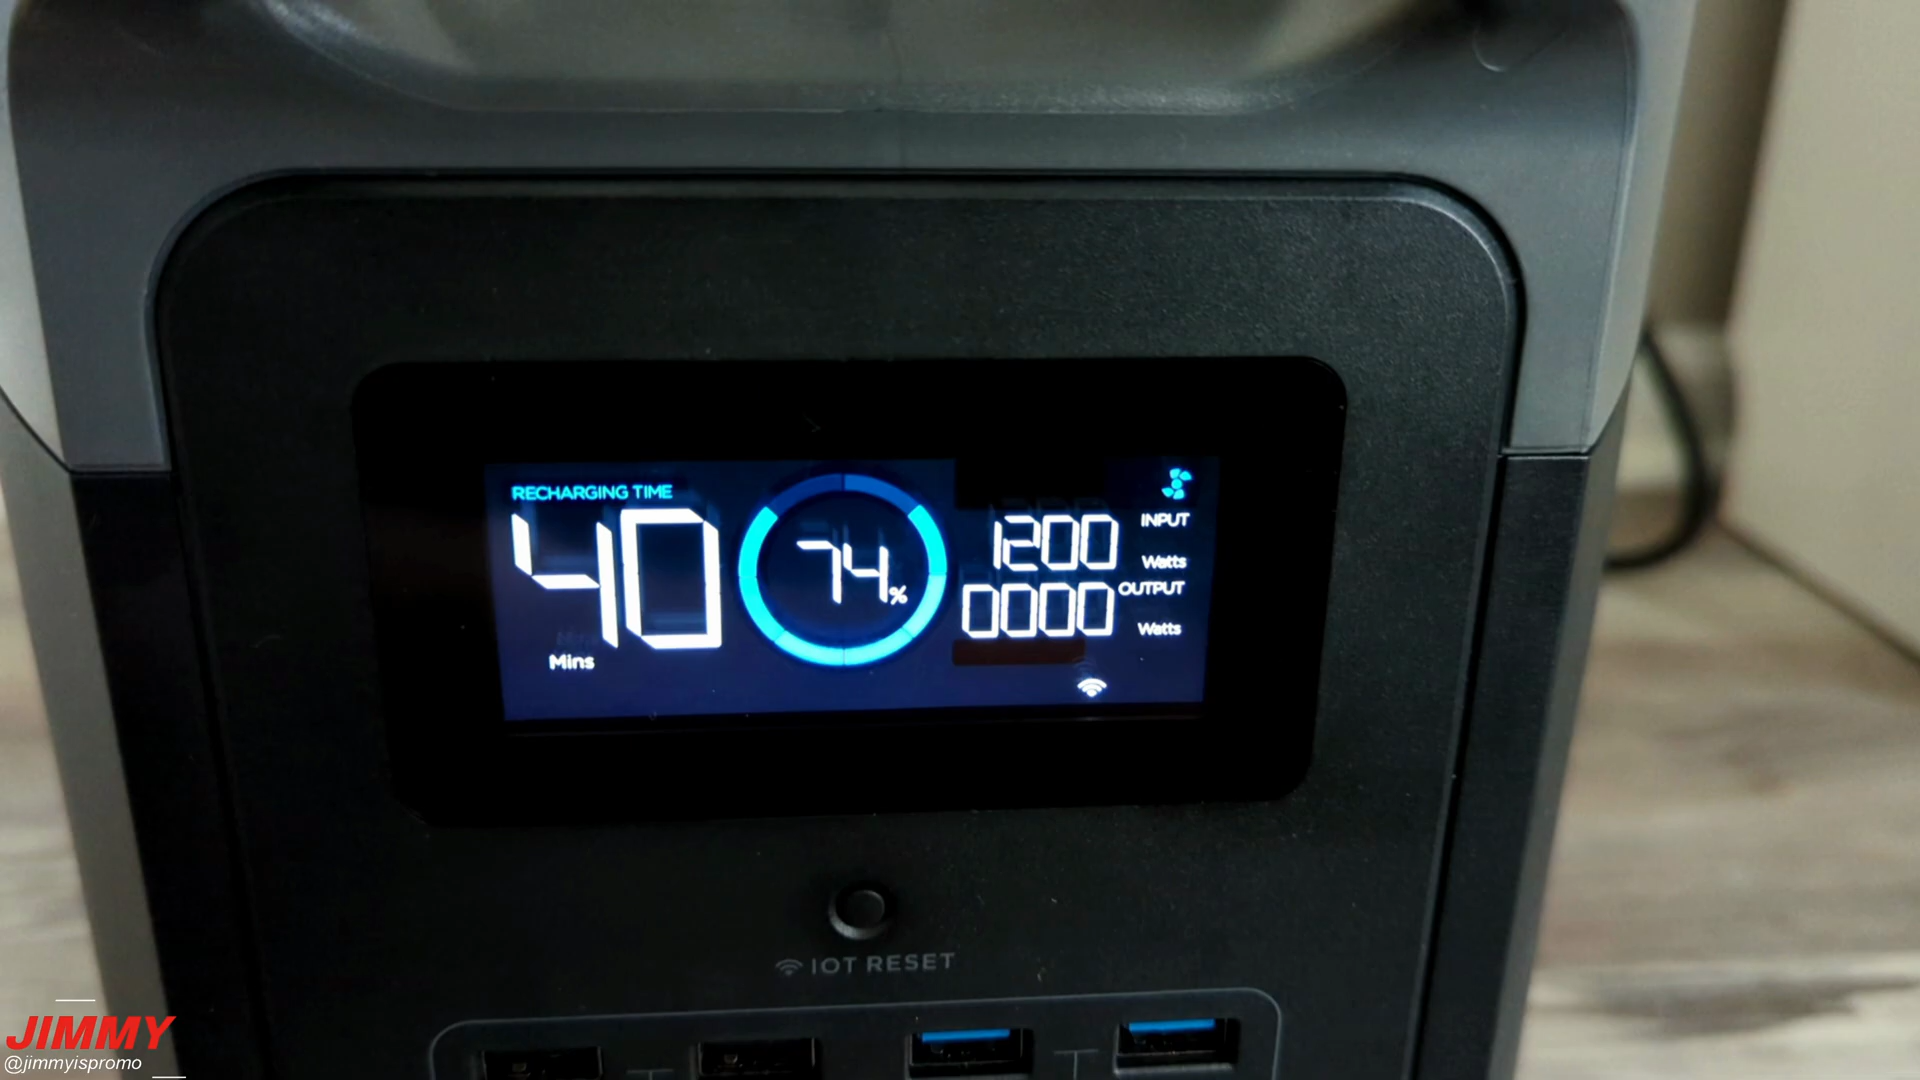 RECHARGING TIME
40
Mins
74%
1200
INPUT
Watts
0000
OUTPUT
Watts
IOT RESET
JIMMY
@jimmyispromo